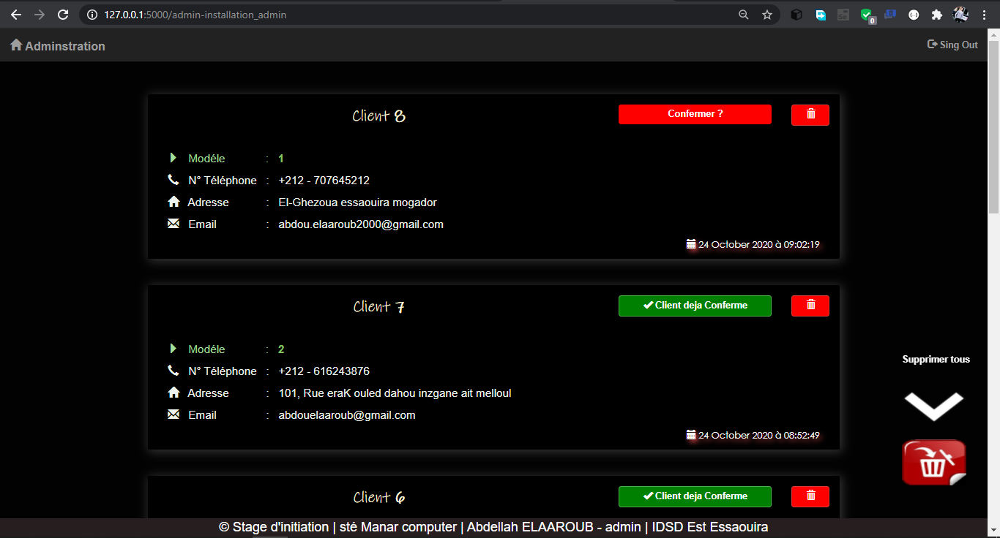 127.0.0.1:5000/admin-installation_admin
0
Adminstration
Sing Out
Client 8
Confermer ?
Modéle : 1
N° Téléphone : +212 - 707645212
Adresse : El-Ghezoua essaouira mogador
Email : abdou.elaaroub2000@gmail.com
24 October 2020 à 09:02:19
Client 7
Client deja Conferme
Modéle : 2
N° Téléphone : +212 - 616243876
Adresse : 101, Rue eraK ouled dahou inzgane ait melloul
Email : abdouelaaroub@gmail.com
24 October 2020 à 08:52:49
Supprimer tous
Client 6
Client deja Conferme
© Stage d'initiation | sté Manar computer | Abdellah ELAAROUB - admin | IDSD Est Essaouira